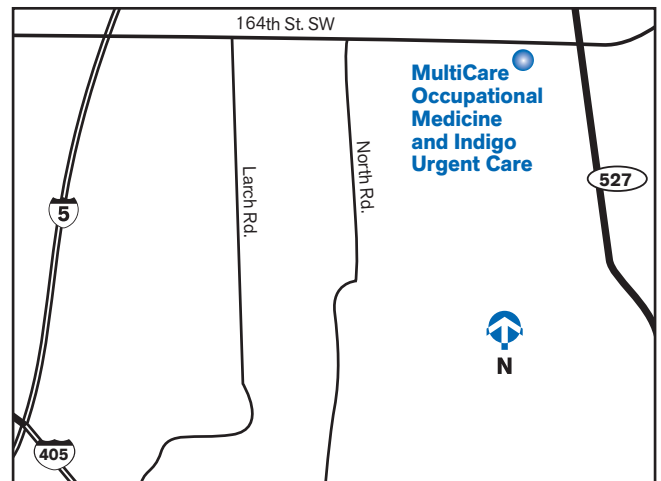 164th St. SW
MultiCare
Occupational
Medicine
and Indigo
Urgent Care
North Rd.
Larch Rd.
527
5
N
405